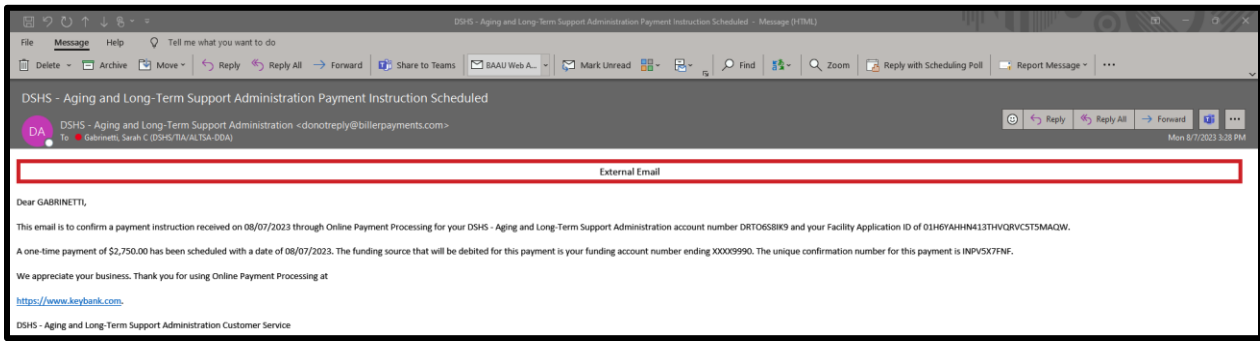 DSHS - Aging and Long-Term Support Administration Payment Instruction Scheduled - Message (HTML)
File Message Help Tell me what you want to do
Delete Archive Move Reply Reply All Forward Share to Teams BAAU Web A... Mark Unread Find Zoom Reply with Scheduling Poll Report Message ...
DSHS - Aging and Long-Term Support Administration Payment Instruction Scheduled
DA DSHS - Aging and Long-Term Support Administration <donotreply@billerpayments.com> Reply Reply All Forward ...
To Gabrinetti, Sarah C (DSHS/TIA/ALTSA-DDA) Mon 8/7/2023 3:28 PM
External Email
Dear GABRINETTI,
This email is to confirm a payment instruction received on 08/07/2023 through Online Payment Processing for your DSHS - Aging and Long-Term Support Administration account number DRTO6S8IK9 and your Facility Application ID of 01H6YAHHN413THVQRVC5T5MAQW.
A one-time payment of $2,750.00 has been scheduled with a date of 08/07/2023. The funding source that will be debited for this payment is your funding account number ending XXXX9990. The unique confirmation number for this payment is INPV5X7FNF.
We appreciate your business. Thank you for using Online Payment Processing at
https://www.keybank.com.
DSHS - Aging and Long-Term Support Administration Customer Service